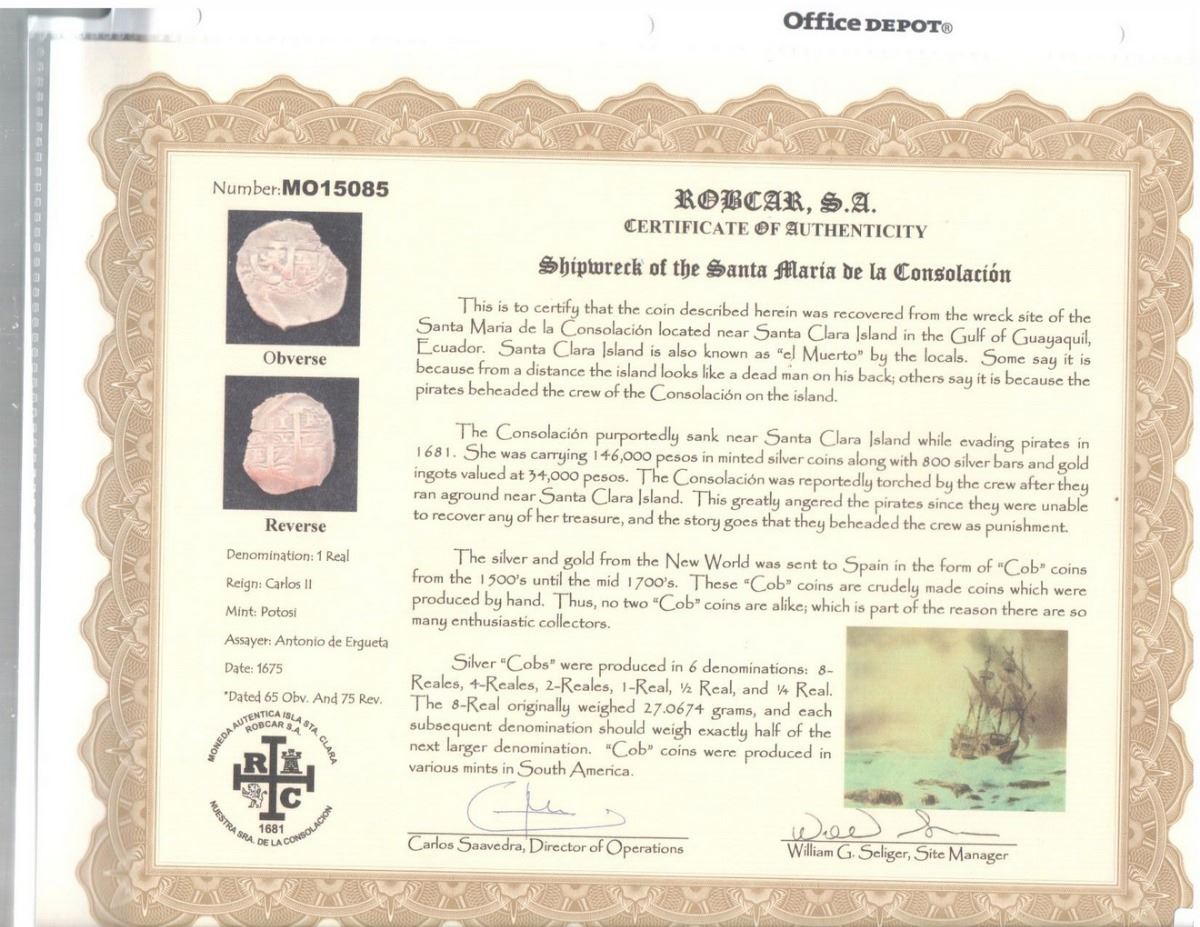 Office DEPOT®
Number:MO15085
Obverse
Reverse
Denomination: 1 Real
Reign: Carlos II
Mint: Potosi
Assayer: Antonio de Ergueta
Date: 1675
*Dated 65 Obv. And 75 Rev.
MONEDA AUTENTICA ISLA STA. CLARA
ROBCAR S.A.
R
C
1681
NUESTRA SRA. DE LA CONSOLACION
ROBCAR, S.A.
CERTIFICATE OF AUTHENTICITY
Shipwreck of the Santa Maria de la Consolación
This is to certify that the coin described herein was recovered from the wreck site of the
Santa Maria de la Consolación located near Santa Clara Island in the Gulf of Guayaquil,
Ecuador. Santa Clara Island is also known as "el Muerto" by the locals. Some say it is
because from a distance the island looks like a dead man on his back; others say it is because the
pirates beheaded the crew of the Consolación on the island.
The Consolación purportedly sank near Santa Clara Island while evading pirates in
1681. She was carrying 146,000 pesos in minted silver coins along with 800 silver bars and gold
ingots valued at 34,000 pesos. The Consolación was reportedly torched by the crew after they
ran aground near Santa Clara Island. This greatly angered the pirates since they were unable
to recover any of her treasure, and the story goes that they beheaded the crew as punishment.
The silver and gold from the New World was sent to Spain in the form of "Cob" coins
from the 1500's until the mid 1700's. These "Cob" coins are crudely made coins which were
produced by hand. Thus, no two "Cob" coins are alike; which is part of the reason there are so
many enthusiastic collectors.
Silver "Cobs" were produced in 6 denominations: 8-
Reales, 4-Reales, 2-Reales, 1-Real, ½ Real, and ¼ Real.
The 8-Real originally weighed 27.0674 grams, and each
subsequent denomination should weigh exactly half of the
next larger denomination. "Cob" coins were produced in
various mints in South America.
Carlos Saavedra, Director of Operations
William G. Seliger, Site Manager